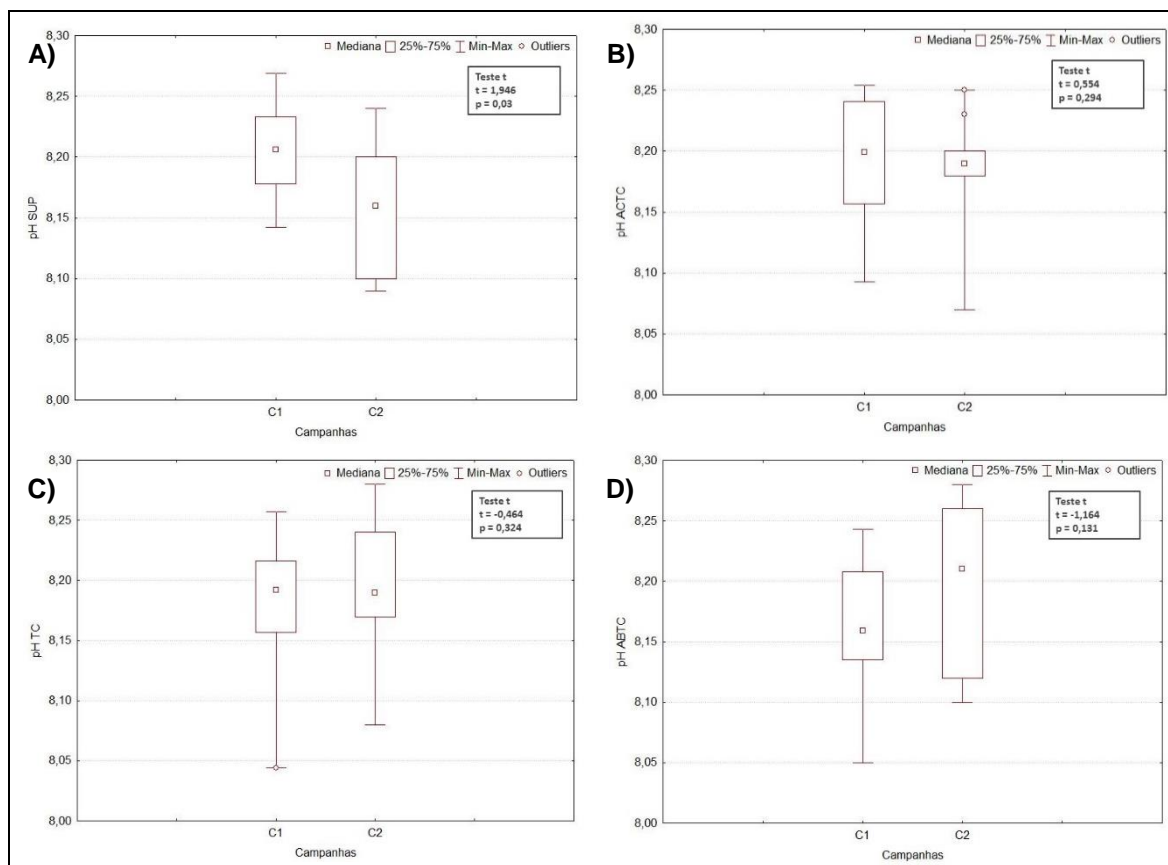 A)
8,30
Mediana 25%-75% Min-Max Outliers
Teste t
t = 1,946
p = 0,03
8,25
8,20
8,15
8,10
8,05
8,00
pH SUP
C1 C2
Campanhas
B)
8,30
Mediana 25%-75% Min-Max Outliers
Teste t
t = 0,554
p = 0,294
8,25
8,20
8,15
8,10
8,05
8,00
pH ACTC
C1 C2
Campanhas
C)
8,30
Mediana 25%-75% Min-Max Outliers
Teste t
t = -0,464
p = 0,324
8,25
8,20
8,15
8,10
8,05
8,00
pH TC
C1 C2
Campanhas
D)
8,30
Mediana 25%-75% Min-Max Outliers
Teste t
t = -1,164
p = 0,131
8,25
8,20
8,15
8,10
8,05
8,00
pH ABTC
C1 C2
Campanhas